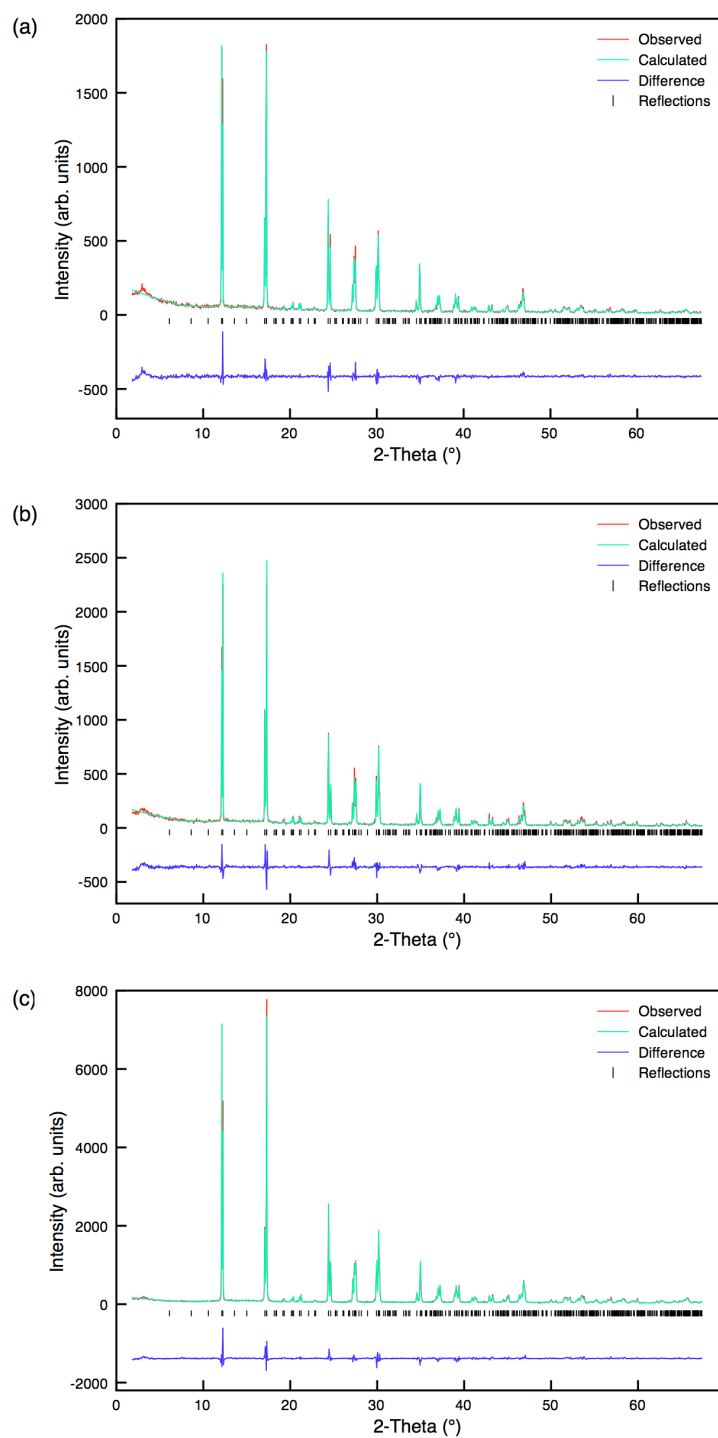 (a)
Intensity (arb. units)
2000
1500
1000
500
0
-500
Observed
Calculated
Difference
Reflections
0 10 20 30 40 50 60
2-Theta (°)
(b)
Intensity (arb. units)
3000
2500
2000
1500
1000
500
0
-500
Observed
Calculated
Difference
Reflections
0 10 20 30 40 50 60
2-Theta (°)
(c)
Intensity (arb. units)
8000
6000
4000
2000
0
-2000
Observed
Calculated
Difference
Reflections
0 10 20 30 40 50 60
2-Theta (°)